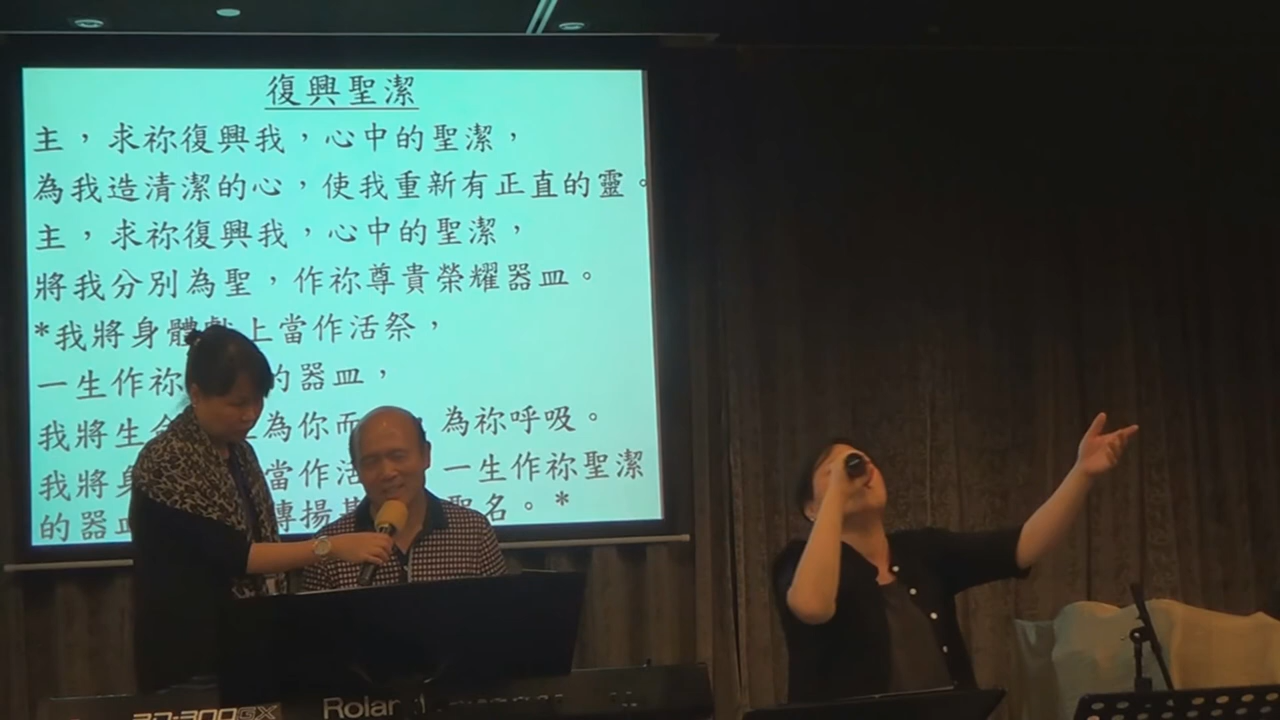 復興聖潔
主，求祢復興我，心中的聖潔，
為我造清潔的心，使我重新有正直的靈。
主，求祢復興我，心中的聖潔，
將我分別為聖，作祢尊貴榮耀器皿。
*我將身體獻上當作活祭，
一生作祢 的器皿，
我將生 為你而 為祢呼吸。
我將 當作活 一生作祢聖潔
的器 傳揚 聖名。*
RD-300GX
Roland